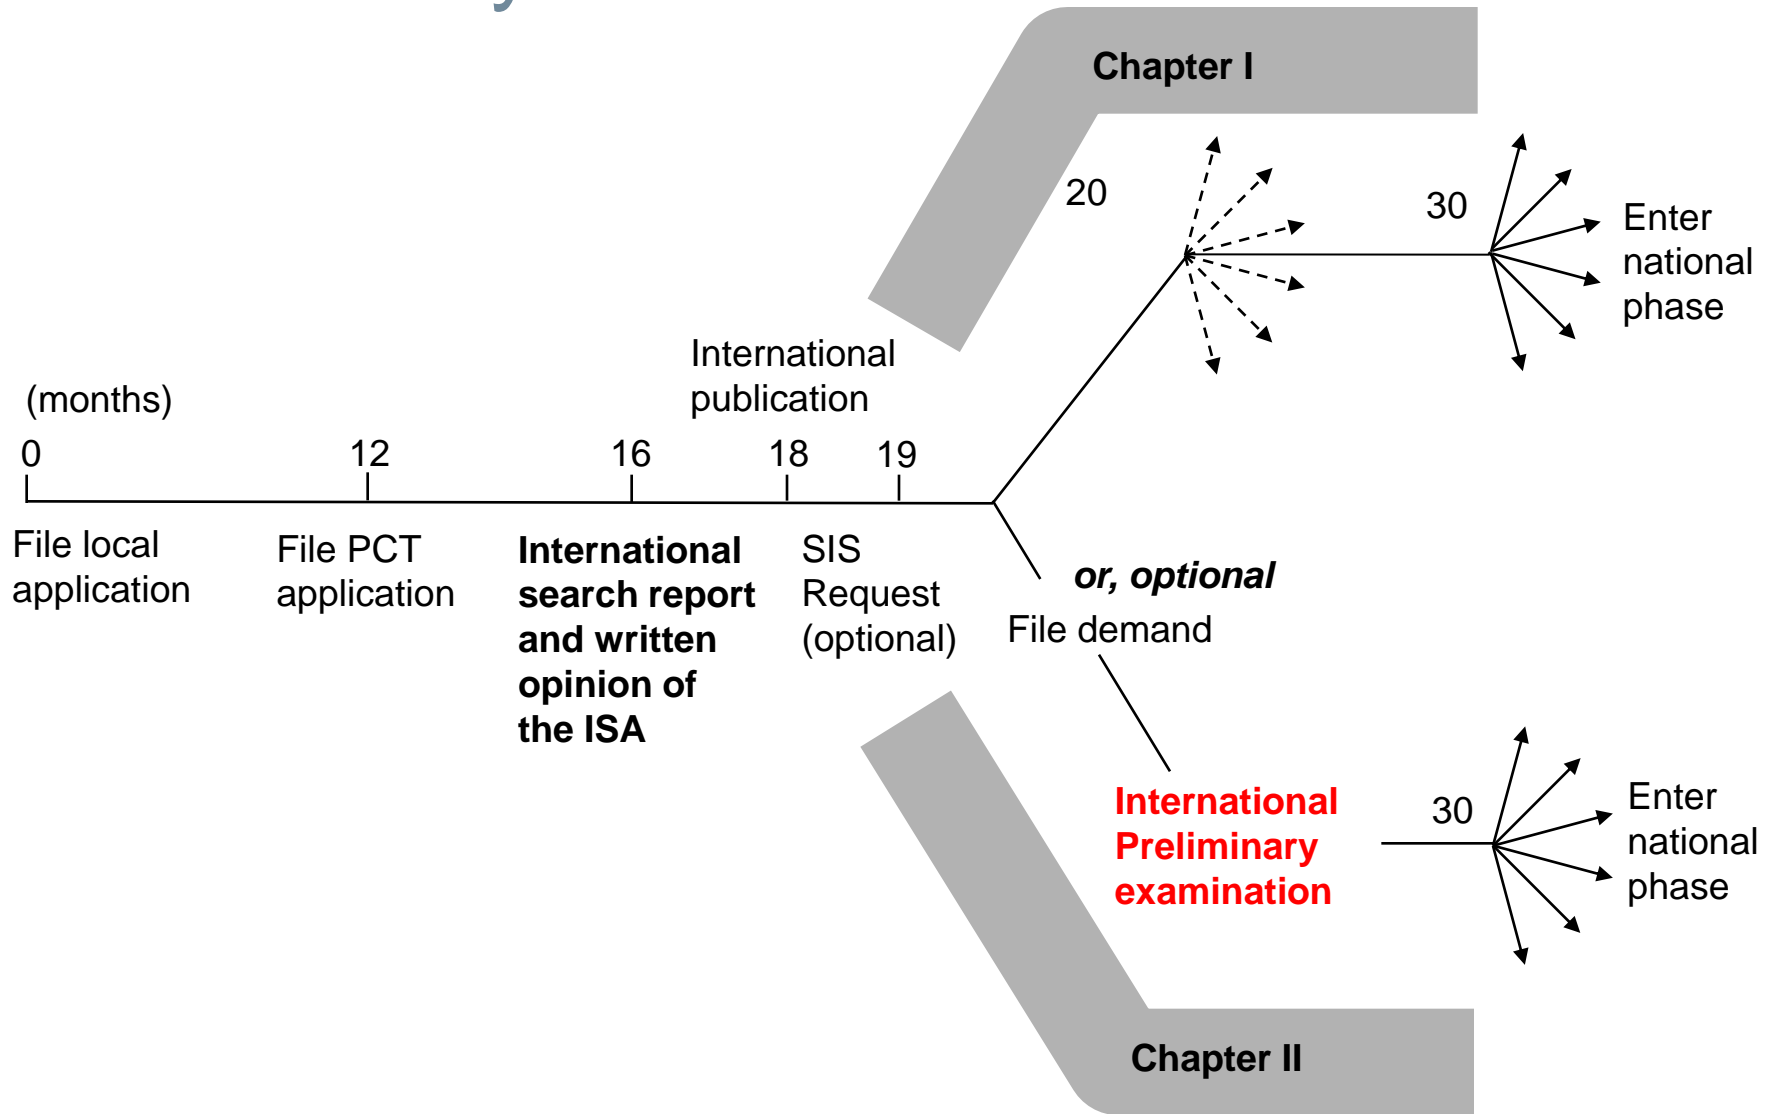 Chapter I
20
30
Enter
national
phase
International
publication
(months)
0
12
16
18
19
File local
application
File PCT
application
International
search report
and written
opinion of
the ISA
SIS
Request
(optional)
or, optional
File demand
International
Preliminary
examination
30
Enter
national
phase
Chapter II